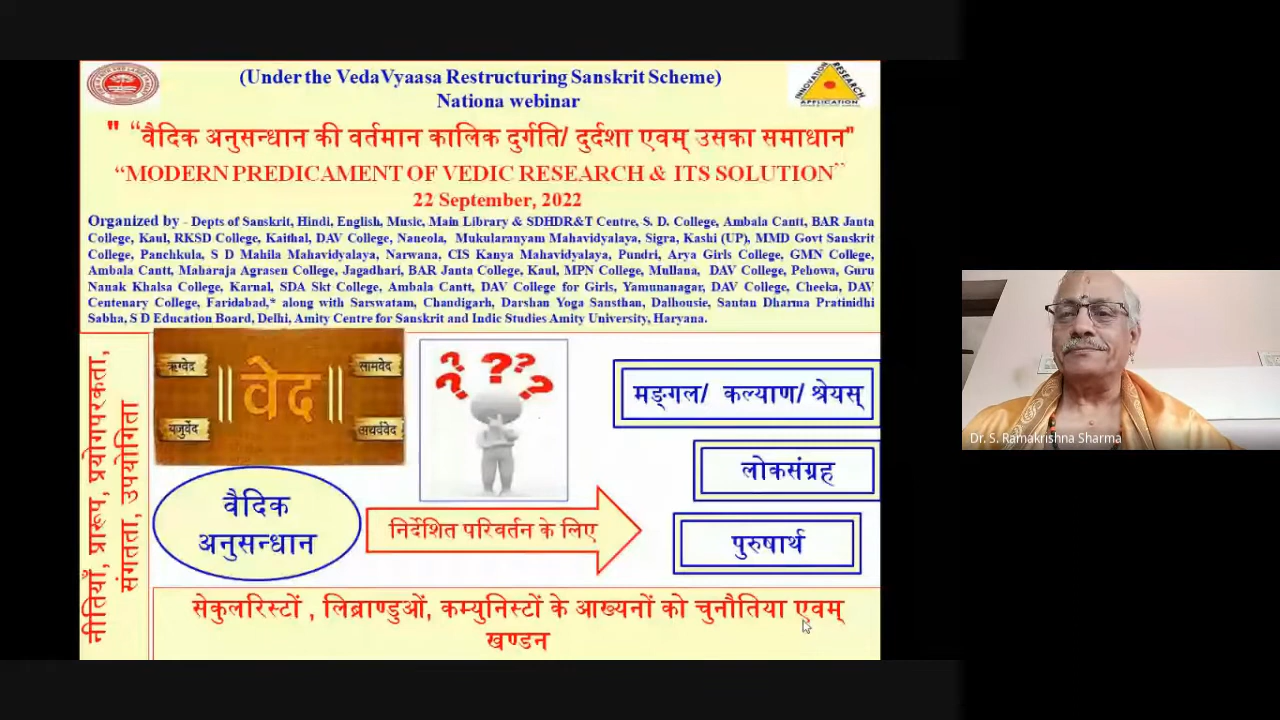 (Under the VedaVyaasa Restructuring Sanskrit Scheme)
Nationa webinar
" “वैदिक अनुसन्धान की वर्तमान कालिक दुर्गति/ दुर्दशा एवम् उसका समाधान"
“MODERN PREDICAMENT OF VEDIC RESEARCH & ITS SOLUTION”
22 September, 2022
Organized by - Depts of Sanskrit, Hindi, English, Music, Main Library & SDHDR&T Centre, S. D. College, Ambala Cantt, BAR Janta
College, Kaul, RKSD College, Kaithal, DAV College, Naneola, Mukularanyam Mahavidyalaya, Sigra, Kashi (UP), MMD Govt Sanskrit
College, Panchkula, S D Mahila Mahavidyalaya, Narwana, CIS Kanya Mahavidyalaya, Pundri, Arya Girls College, GMN College,
Ambala Cantt, Maharaja Agrasen College, Jagadhari, BAR Janta College, Kaul, MPN College, Mullana, DAV College, Pehowa, Guru
Nanak Khalsa College, Karnal, SDA Skt College, Ambala Cantt, DAV College for Girls, Yamunanagar, DAV College, Cheeka, DAV
Centenary College, Faridabad,* along with Sarswatam, Chandigarh, Darshan Yoga Sansthan, Dalhousie, Santan Dharma Pratinidhi
Sabha, S D Education Board, Delhi, Amity Centre for Sanskrit and Indic Studies Amity University, Haryana.
नीतियाँ, प्रारूप, प्रयोगपरकता,
संगतता, उपयोगिता
ऋग्वेद
सामवेद
॥ वेद ॥
यजुर्वेद
अथर्ववेद
? ? ? ? ?
मङ्गल/ कल्याण/ श्रेयस्
लोकसंग्रह
वैदिक
अनुसन्धान
निर्देशित परिवर्तन के लिए
पुरुषार्थ
सेकुलरिस्टों , लिब्राण्डुओं, कम्युनिस्टों के आख्यनों को चुनौतिया एवम्
खण्डन
INNOVATION
RESEARCH
APPLICATION
Dr. S. Ramakrishna Sharma